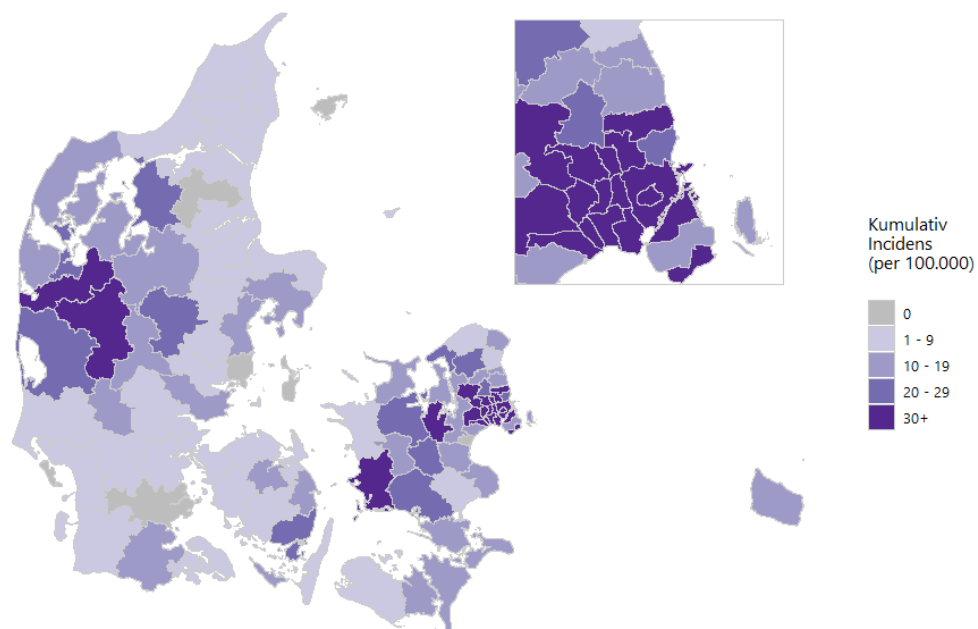 Kumulativ
Incidens
(per 100.000)
0
1 - 9
10 - 19
20 - 29
30+